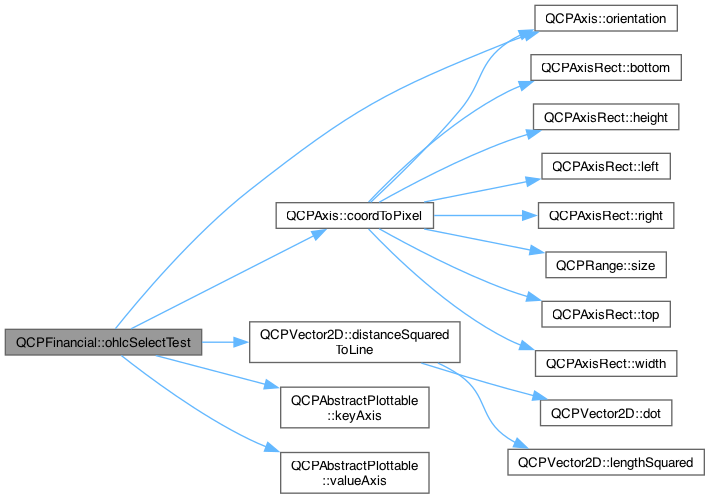 QCPAxis::orientation
QCPAxisRect::bottom
QCPAxisRect::height
QCPAxisRect::left
QCPAxis::coordToPixel
QCPAxisRect::right
QCPRange::size
QCPAxisRect::top
QCPFinancial::ohlcSelectTest
QCPVector2D::distanceSquared
ToLine
QCPAxisRect::width
QCPAbstractPlottable
::keyAxis
QCPVector2D::dot
QCPVector2D::lengthSquared
QCPAbstractPlottable
::valueAxis